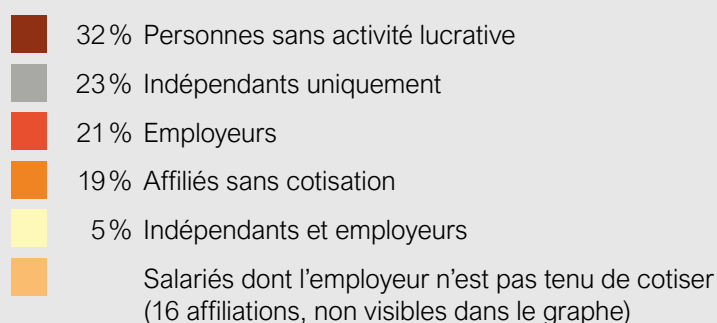 32% Personnes sans activité lucrative
23% Indépendants uniquement
21% Employeurs
19% Affiliés sans cotisation
5% Indépendants et employeurs
Salariés dont l'employeur n'est pas tenu de cotiser
(16 affiliations, non visibles dans le graphe)